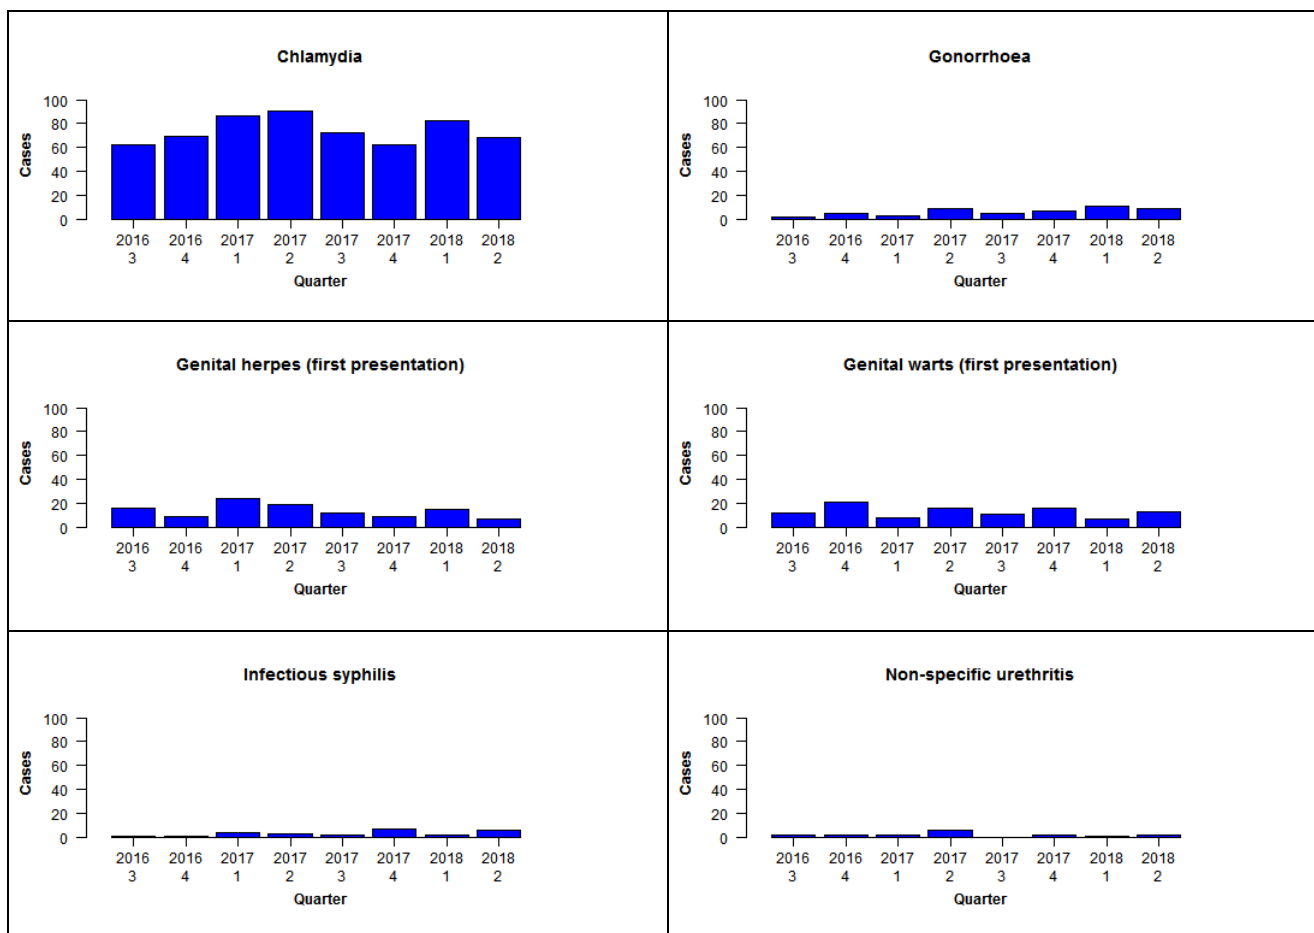 Chlamydia
100
80
60
40
20
0
Cases
2016 2016 2017 2017 2017 2017 2018 2018
3 4 1 2 3 4 1 2
Quarter
Gonorrhoea
100
80
60
40
20
0
Cases
2016 2016 2017 2017 2017 2017 2018 2018
3 4 1 2 3 4 1 2
Quarter
Genital herpes (first presentation)
100
80
60
40
20
0
Cases
2016 2016 2017 2017 2017 2017 2018 2018
3 4 1 2 3 4 1 2
Quarter
Genital warts (first presentation)
100
80
60
40
20
0
Cases
2016 2016 2017 2017 2017 2017 2018 2018
3 4 1 2 3 4 1 2
Quarter
Infectious syphilis
100
80
60
40
20
0
Cases
2016 2016 2017 2017 2017 2017 2018 2018
3 4 1 2 3 4 1 2
Quarter
Non-specific urethritis
100
80
60
40
20
0
Cases
2016 2016 2017 2017 2017 2017 2018 2018
3 4 1 2 3 4 1 2
Quarter